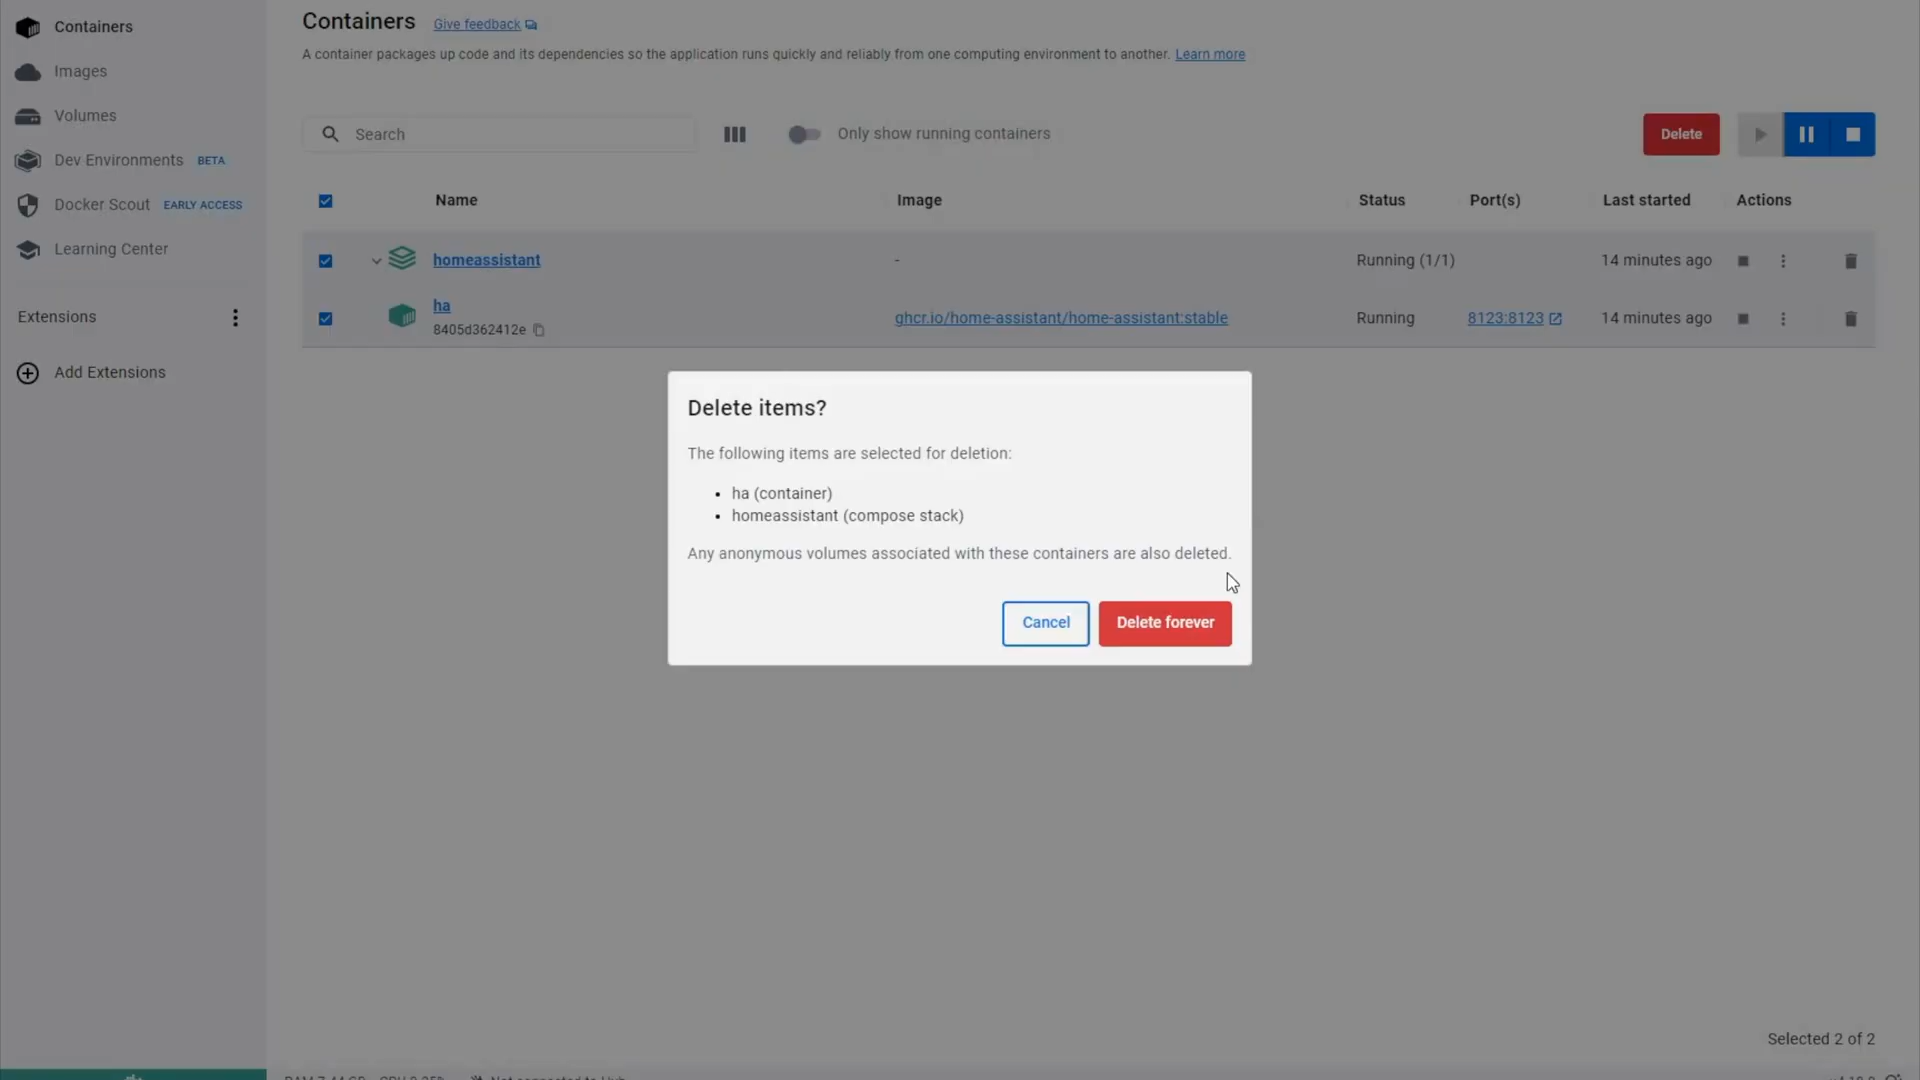 Containers
Images
Volumes
Dev Environments BETA
Docker Scout EARLY ACCESS
Learning Center
Extensions
Add Extensions
Containers Give feedback
A container packages up code and its dependencies so the application runs quickly and reliably from one computing environment to another. Learn more
Search
Only show running containers
Delete
Name Image Status Port(s) Last started Actions
homeassistant - Running (1/1) 14 minutes ago
ha
8405d362412e
ghcr.io/home-assistant/home-assistant:stable Running 8123:8123 14 minutes ago
Delete items?
The following items are selected for deletion:
• ha (container)
• homeassistant (compose stack)
Any anonymous volumes associated with these containers are also deleted.
Cancel Delete forever
Selected 2 of 2